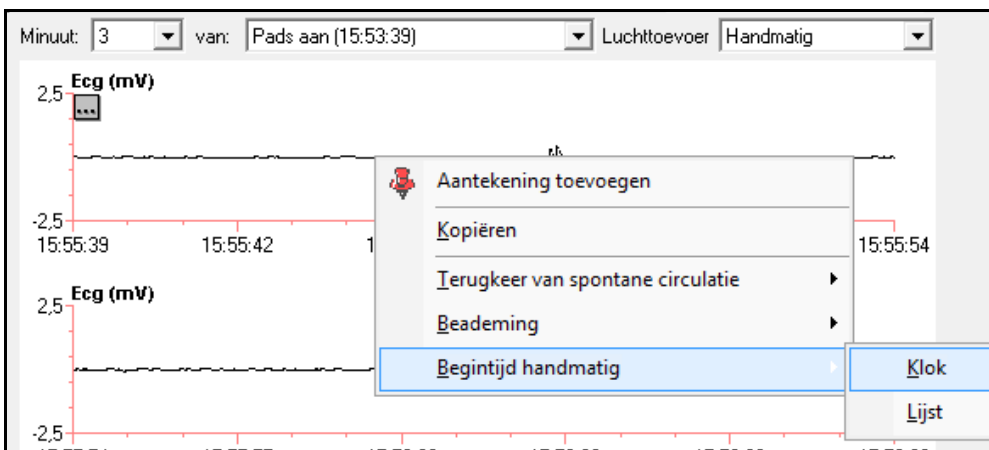 Minuut: 3 van: Pads aan (15:53:39) Luchttoevoer Handmatig
Ecg (mV)
2,5
...
-2,5
15:55:39 15:55:42 1 15:55:54
Aantekening toevoegen
Kopiëren
Terugkeer van spontane circulatie
Beademing
Begintijd handmatig
Klok
Lijst
Ecg (mV)
2,5
-2,5